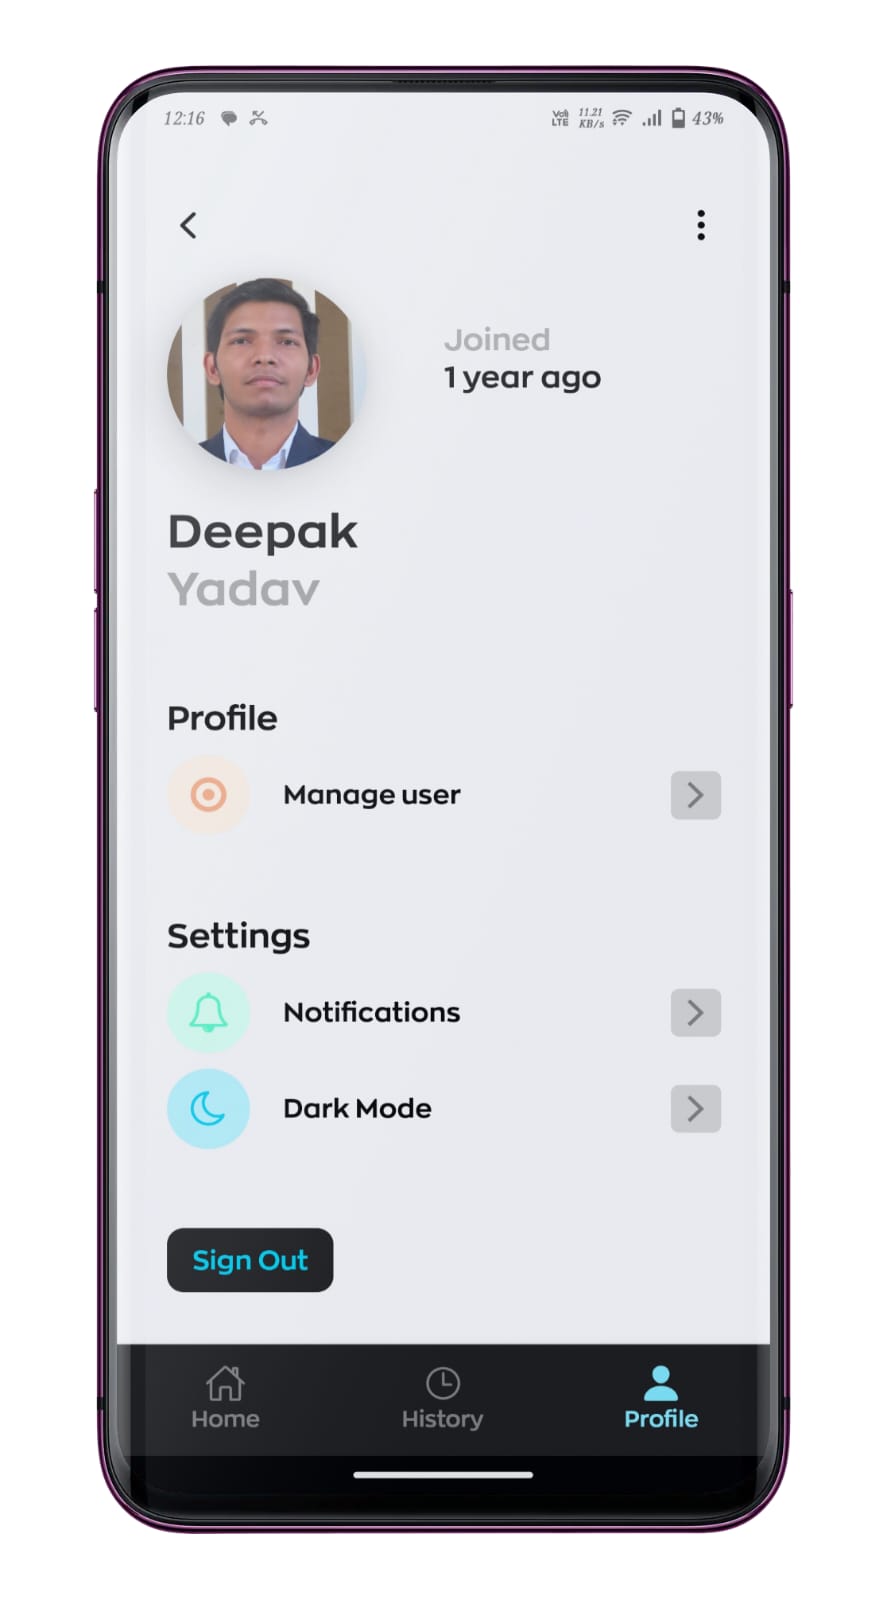 12:16
Vo) LTE 11.21 KB/s 43%
Joined
1 year ago
Deepak
Yadav
Profile
Manage user
Settings
Notifications
Dark Mode
Sign Out
Home History Profile